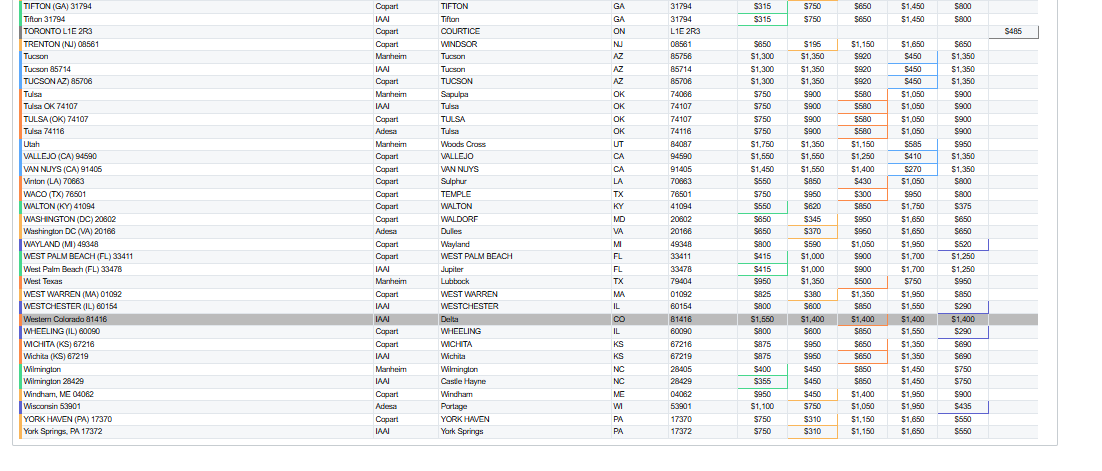 TIFTON (GA) 31794 Copart TIFTON GA 31794 $315 $750 $650 $1,450 $800
Tifton 31794 IAAI Tifton GA 31794 $315 $750 $650 $1,450 $800
TORONTO L1E 2R3 Copart COURTICE ON L1E 2R3 $485
TRENTON (NJ) 08561 Copart WINDSOR NJ 08561 $650 $195 $1,150 $1,650 $650
Tucson Manheim Tucson AZ 85756 $1,300 $1,350 $920 $450 $1,350
Tucson 85714 IAAI Tucson AZ 85714 $1,300 $1,350 $920 $450 $1,350
TUCSON AZ) 85706 Copart TUCSON AZ 85706 $1,300 $1,350 $920 $450 $1,350
Tulsa Manheim Sapulpa OK 74066 $750 $900 $580 $1,050 $900
Tulsa OK 74107 IAAI Tulsa OK 74107 $750 $900 $580 $1,050 $900
TULSA (OK) 74107 Copart TULSA OK 74107 $750 $900 $580 $1,050 $900
Tulsa 74116 Adesa Tulsa OK 74116 $750 $900 $580 $1,050 $900
Utah Manheim Woods Cross UT 84087 $1,750 $1,350 $1,150 $585 $950
VALLEJO (CA) 94590 Copart VALLEJO CA 94590 $1,550 $1,550 $1,250 $410 $1,350
VAN NUYS (CA) 91405 Copart VAN NUYS CA 91405 $1,450 $1,550 $1,400 $270 $1,350
Vinton (LA) 70663 Copart Sulphur LA 70663 $550 $850 $430 $1,050 $800
WACO (TX) 76501 Copart TEMPLE TX 76501 $750 $950 $300 $950 $800
WALTON (KY) 41094 Copart WALTON KY 41094 $550 $620 $850 $1,750 $375
WASHINGTON (DC) 20602 Copart WALDORF MD 20602 $650 $345 $950 $1,650 $650
Washington DC (VA) 20166 Adesa Dulles VA 20166 $650 $370 $950 $1,650 $650
WAYLAND (MI) 49348 Copart Wayland MI 49348 $800 $590 $1,050 $1,950 $520
WEST PALM BEACH (FL) 33411 Copart WEST PALM BEACH FL 33411 $415 $1,000 $900 $1,700 $1,250
West Palm Beach (FL) 33478 IAAI Jupiter FL 33478 $415 $1,000 $900 $1,700 $1,250
West Texas Manheim Lubbock TX 79404 $950 $1,350 $500 $750 $950
WEST WARREN (MA) 01092 Copart WEST WARREN MA 01092 $825 $380 $1,350 $1,950 $850
WESTCHESTER (IL) 60154 IAAI WESTCHESTER IL 60154 $800 $600 $850 $1,550 $290
Western Colorado 81416 IAAI Delta CO 81416 $1,550 $1,400 $1,400 $1,400 $1,400
WHEELING (IL) 60090 Copart WHEELING IL 60090 $800 $600 $850 $1,550 $290
WICHITA (KS) 67216 Copart WICHITA KS 67216 $875 $950 $650 $1,350 $690
Wichita (KS) 67219 IAAI Wichita KS 67219 $875 $950 $650 $1,350 $690
Wilmington Manheim Wilmington NC 28405 $400 $450 $850 $1,450 $750
Wilmington 28429 IAAI Castle Hayne NC 28429 $355 $450 $850 $1,450 $750
Windham, ME 04062 Copart Windham ME 04062 $950 $450 $1,400 $1,950 $900
Wisconsin 53901 Adesa Portage WI 53901 $1,100 $750 $1,050 $1,950 $435
YORK HAVEN (PA) 17370 Copart YORK HAVEN PA 17370 $750 $310 $1,150 $1,650 $550
York Springs, PA 17372 IAAI York Springs PA 17372 $750 $310 $1,150 $1,650 $550